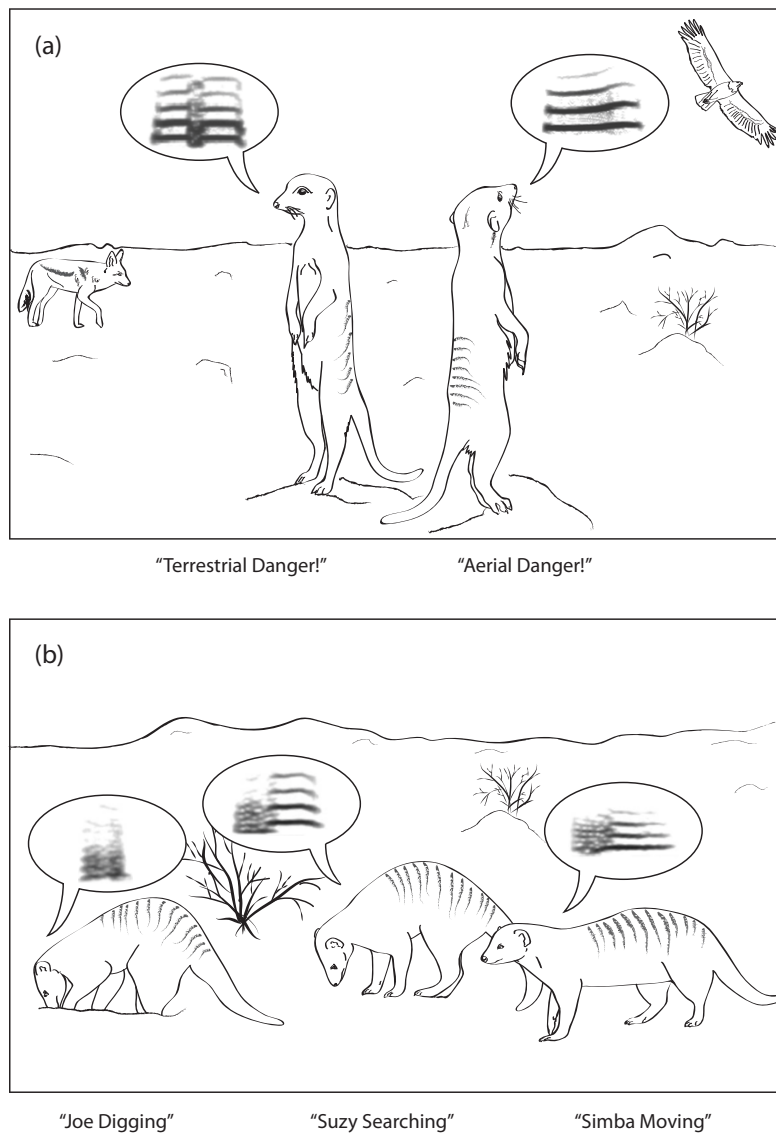 (a)
“Terrestrial Danger!” “Aerial Danger!”
(b)
“Joe Digging” “Suzy Searching” “Simba Moving”